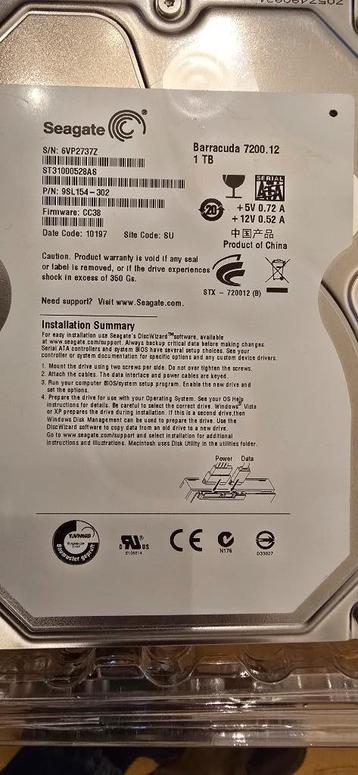 Seagate
S/N: 6VP2737Z
ST31000528AS
P/N: 9SL154-302
Firmware: CC38
Date Code: 10197 Site Code: SU
Barracuda 7200.12
1 TB
SERIAL
ATA
+5V 0.72 A
+12V 0.52 A
20
中国产品
Product of China
Caution: Product warranty is void if any seal
or label is removed, or if the drive experiences
shock in excess of 350 Gs.
STX - 720012 (B)
Need support? Visit www.Seagate.com.
Installation Summary
For easy installation use Seagate's DiscWizard™ software, available
at www.seagate.com/support. Always backup critical data before making changes.
Serial ATA controllers and system BIOS have several setup choices. See your
controller or system documentation for specific options and any custom device drivers.
1. Mount the drive using two screws per side. Do not over tighten the screws.
2. Attach the cables. The data interface and power cables are keyed.
3. Run your computer BIOS/system setup program. Enable the new drive and
set the options.
4. Prepare the drive for use with your Operating System. See your OS Help
instructions for details. Be careful to select the correct drive. Windows Vista
or XP prepares the drive during installation. If this is a second drive, then
Windows Disk Management can be used to prepare the drive. Use the
DiscWizard software to copy data from an old drive to a new drive.
Go to www.seagate.com/support and select installation for additional
instructions and illustrations. Macintosh uses Disk Utility in the utilities folder.
Power Data
Bauart geprüft
US
E105614
CE
N176
D33027